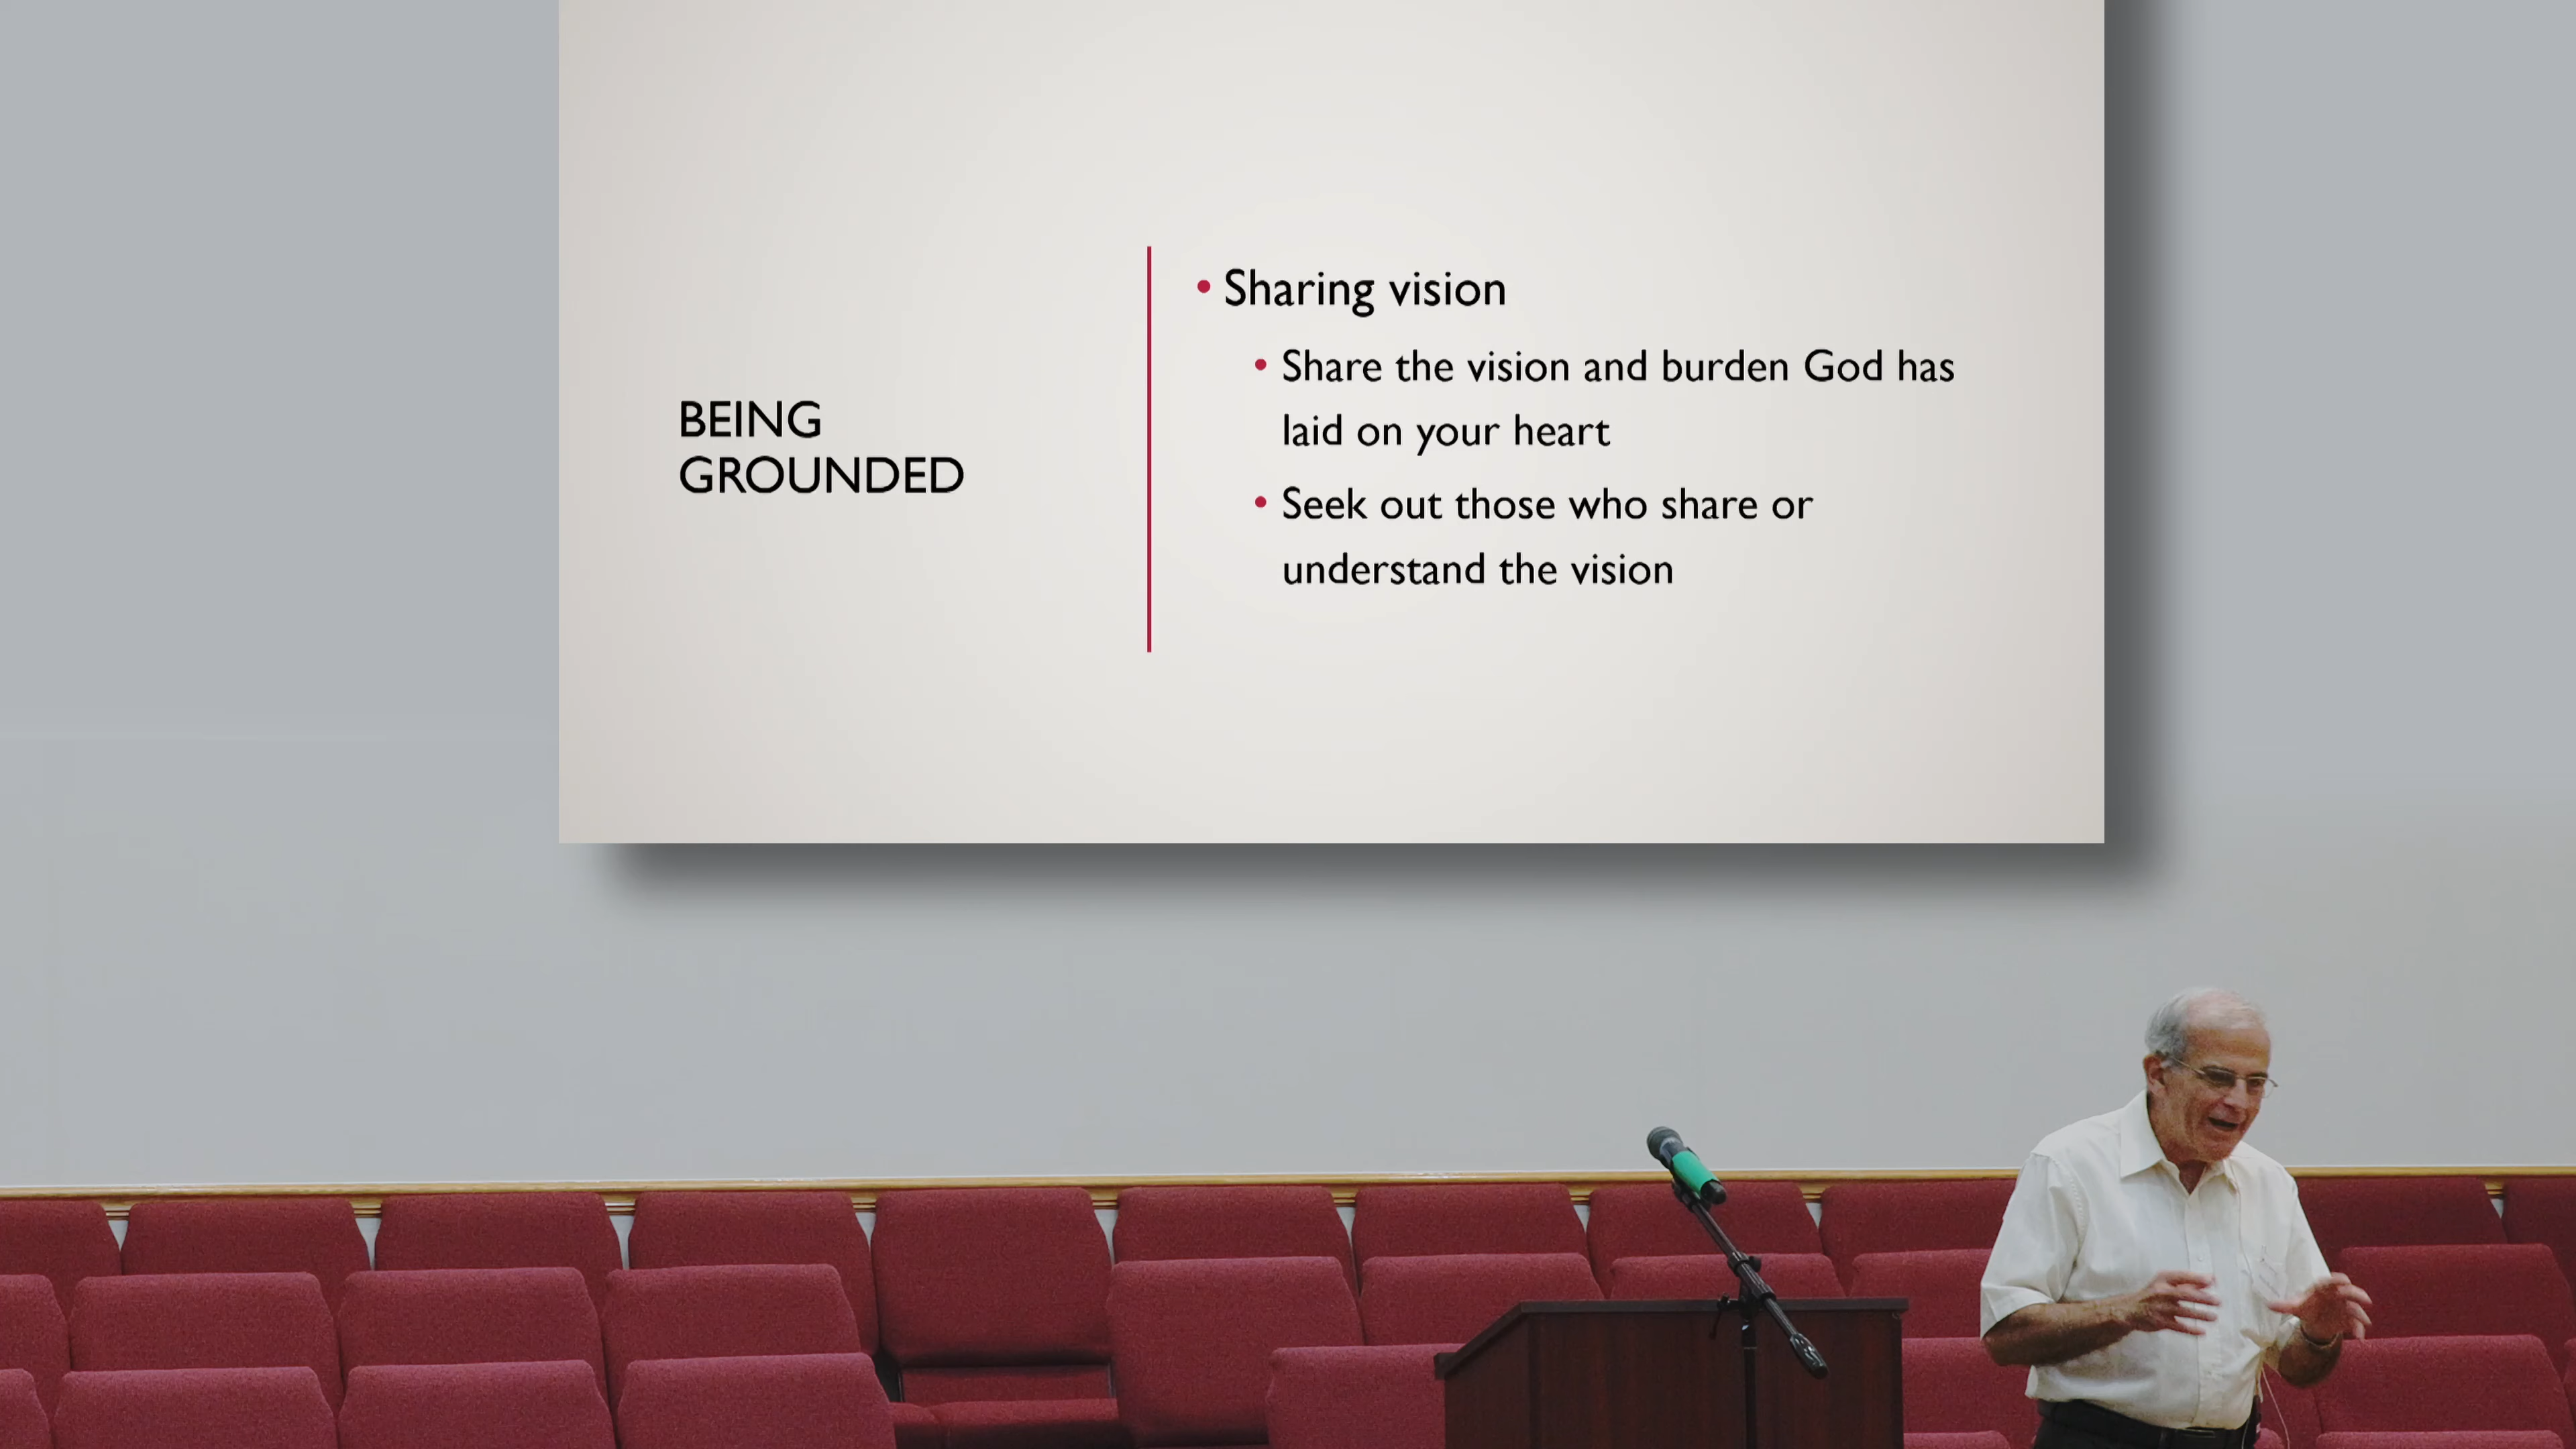 BEING
GROUNDED
• Sharing vision
• Share the vision and burden God has
laid on your heart
• Seek out those who share or
understand the vision